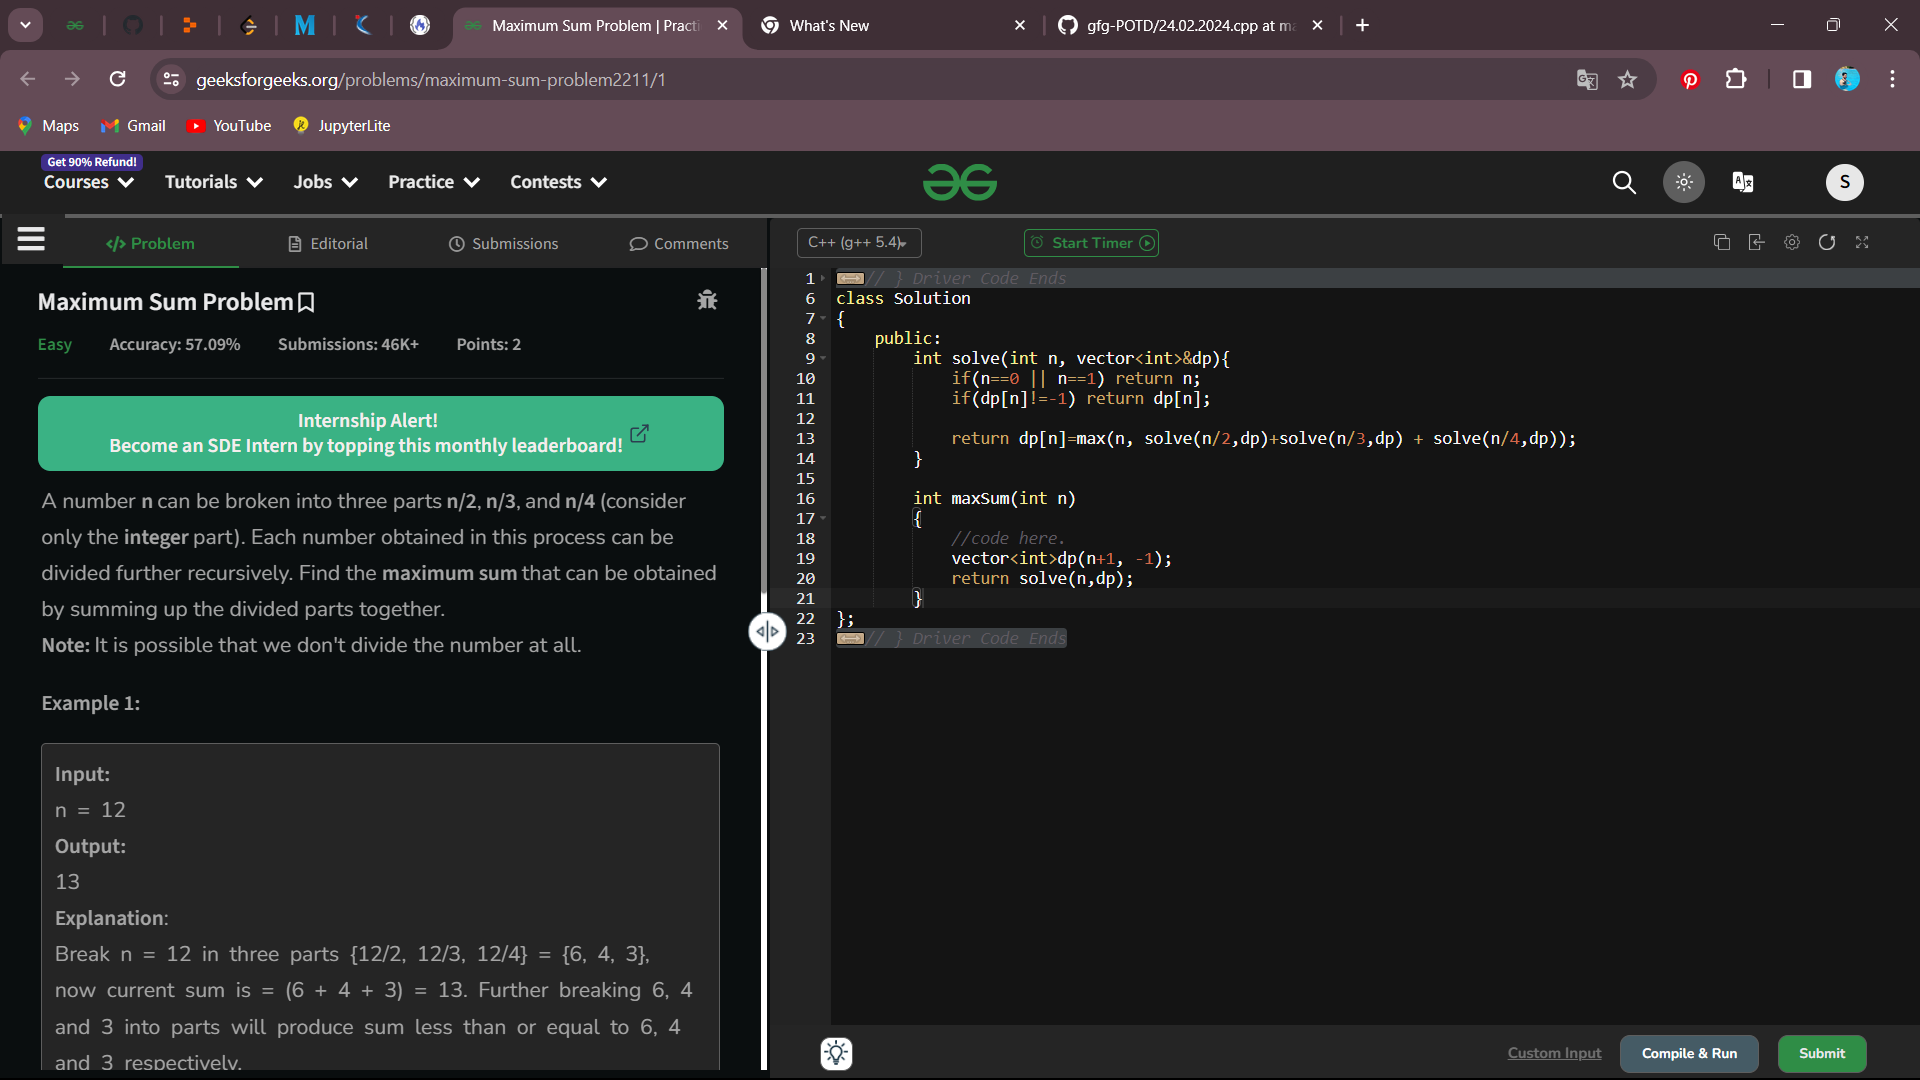 Maximum Sum Problem | Practi
What's New
gfg-POTD/24.02.2024.cpp at ma
geeksforgeeks.org/problems/maximum-sum-problem2211/1
Maps
Gmail
YouTube
JupyterLite
Get 90% Refund!
Courses
Tutorials
Jobs
Practice
Contests
S
</> Problem
Editorial
Submissions
Comments
C++ (g++ 5.4)
Start Timer
Maximum Sum Problem
Easy Accuracy: 57.09% Submissions: 46K+ Points: 2
Internship Alert!
Become an SDE Intern by topping this monthly leaderboard!
A number n can be broken into three parts n/2, n/3, and n/4 (consider
only the integer part). Each number obtained in this process can be
divided further recursively. Find the maximum sum that can be obtained
by summing up the divided parts together.
Note: It is possible that we don't divide the number at all.
Example 1:
Input:
n = 12
Output:
13
Explanation:
Break n = 12 in three parts {12/2, 12/3, 12/4} = {6, 4, 3},
now current sum is = (6 + 4 + 3) = 13. Further breaking 6, 4
and 3 into parts will produce sum less than or equal to 6, 4
and 3 respectively.
1 // } Driver Code Ends
6 class Solution
7 {
8 public:
9 int solve(int n, vector<int>&dp){
10 if(n==0 || n==1) return n;
11 if(dp[n]!=-1) return dp[n];
12
13 return dp[n]=max(n, solve(n/2,dp)+solve(n/3,dp) + solve(n/4,dp));
14 }
15
16 int maxSum(int n)
17 {
18 //code here.
19 vector<int>dp(n+1, -1);
20 return solve(n,dp);
21 }
22 };
23 // } Driver Code Ends
Custom Input
Compile & Run
Submit